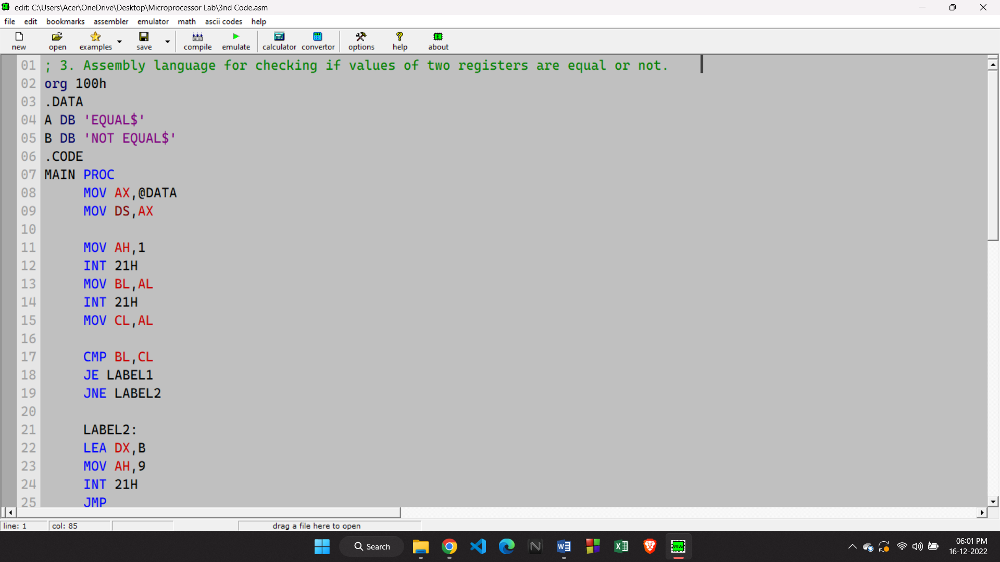 edit: C:\Users\Acer\OneDrive\Desktop\Microprocessor Lab\3nd Code.asm
file edit bookmarks assembler emulator math ascii codes help
new open examples save compile emulate calculator convertor options help about
01 ; 3. Assembly language for checking if values of two registers are equal or not.
02 org 100h
03 .DATA
04 A DB 'EQUAL$'
05 B DB 'NOT EQUAL$'
06 .CODE
07 MAIN PROC
08 MOV AX,@DATA
09 MOV DS,AX
10
11 MOV AH,1
12 INT 21H
13 MOV BL,AL
14 INT 21H
15 MOV CL,AL
16
17 CMP BL,CL
18 JE LABEL1
19 JNE LABEL2
20
21 LABEL2:
22 LEA DX,B
23 MOV AH,9
24 INT 21H
25 JMP
line: 1 col: 85 drag a file here to open
Search
06:01 PM
16-12-2022